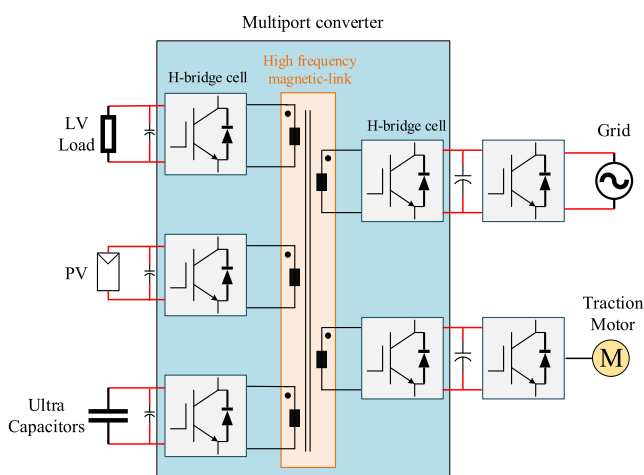 Multiport converter
High frequency
magnetic-link
H-bridge cell
H-bridge cell
LV
Load
Grid
PV
Traction
Motor
M
Ultra
Capacitors